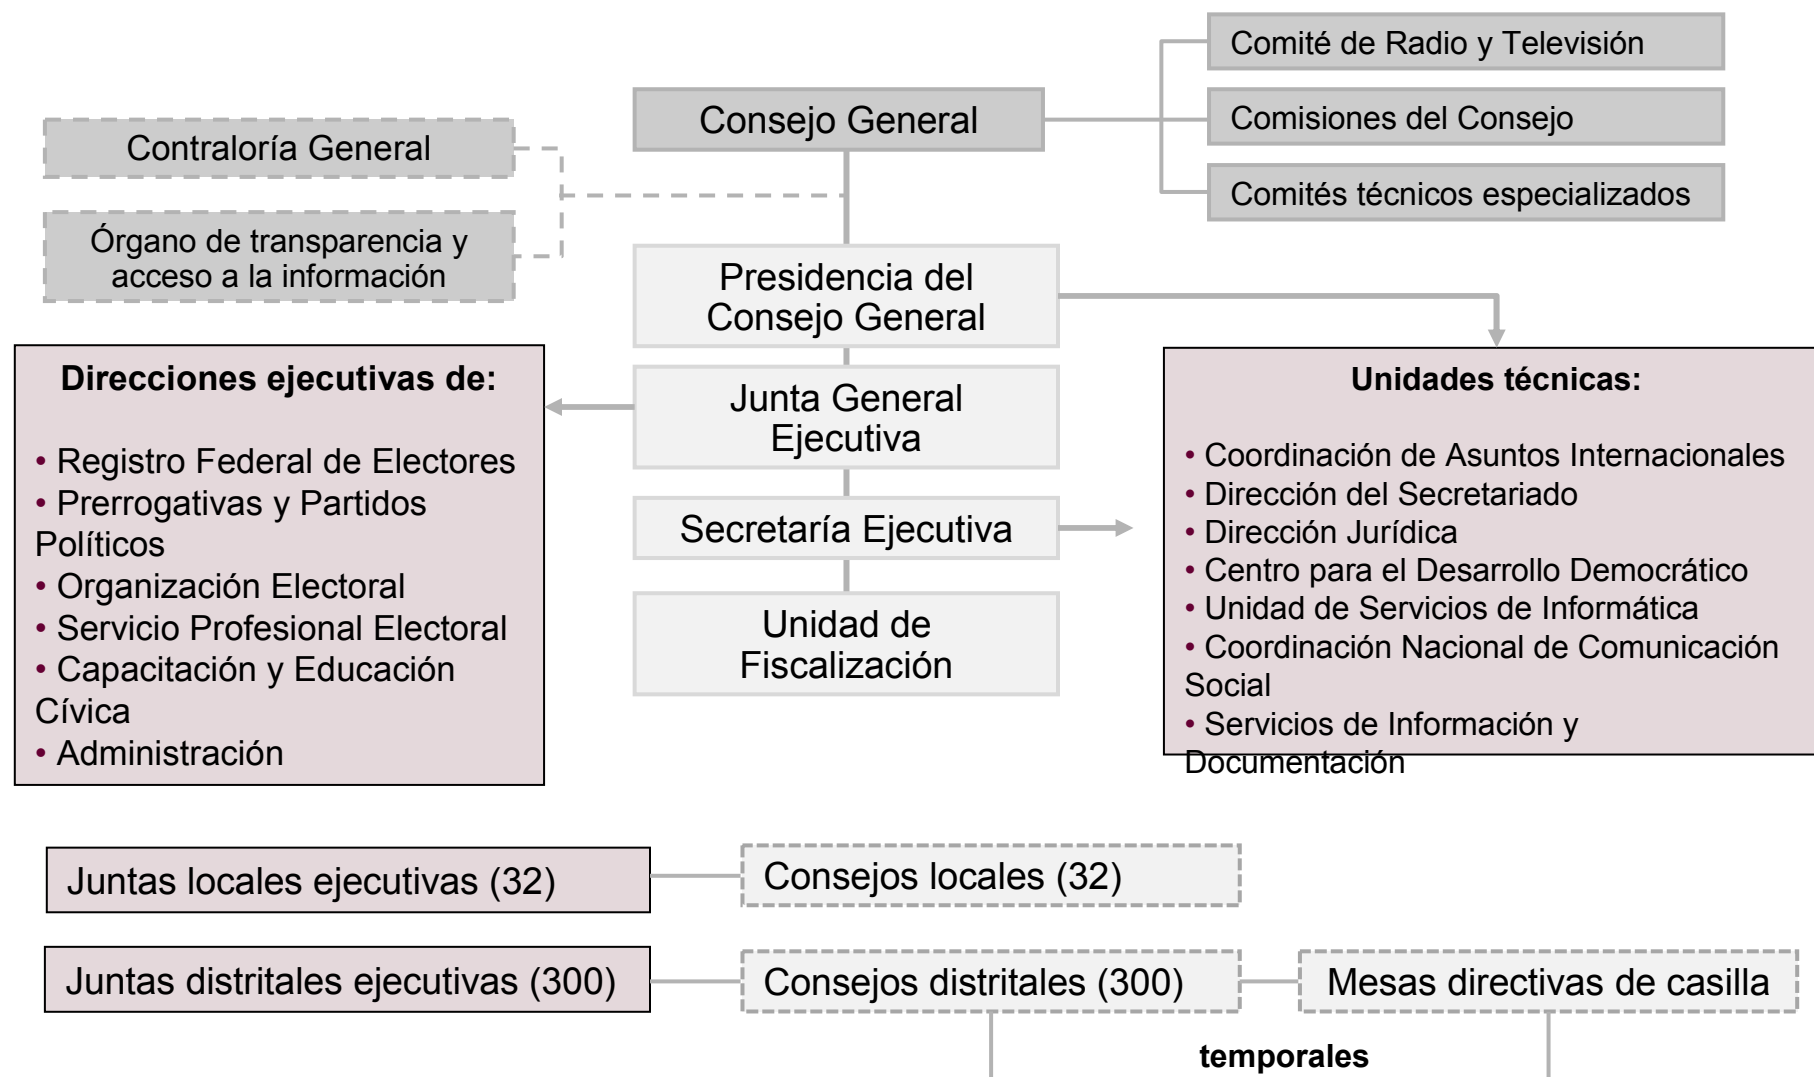 Comité de Radio y Televisión
Consejo General
Comisiones del Consejo
Contraloría General
Comités técnicos especializados
Órgano de transparencia y
acceso a la información
Presidencia del
Consejo General
Direcciones ejecutivas de:
• Registro Federal de Electores
• Prerrogativas y Partidos
Políticos
• Organización Electoral
• Servicio Profesional Electoral
• Capacitación y Educación
Cívica
• Administración
Junta General
Ejecutiva
Secretaría Ejecutiva
Unidad de
Fiscalización
Unidades técnicas:
• Coordinación de Asuntos Internacionales
• Dirección del Secretariado
• Dirección Jurídica
• Centro para el Desarrollo Democrático
• Unidad de Servicios de Informática
• Coordinación Nacional de Comunicación
Social
• Servicios de Información y
Documentación
Juntas locales ejecutivas (32)
Consejos locales (32)
Juntas distritales ejecutivas (300)
Consejos distritales (300)
Mesas directivas de casilla
temporales